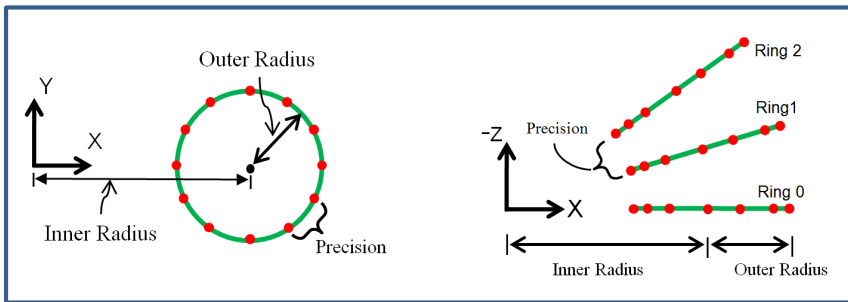 Outer Radius
Y
X
Inner Radius
Precision
Ring 2
Ring1
Precision
-Z
Ring 0
X
Inner Radius
Outer Radius